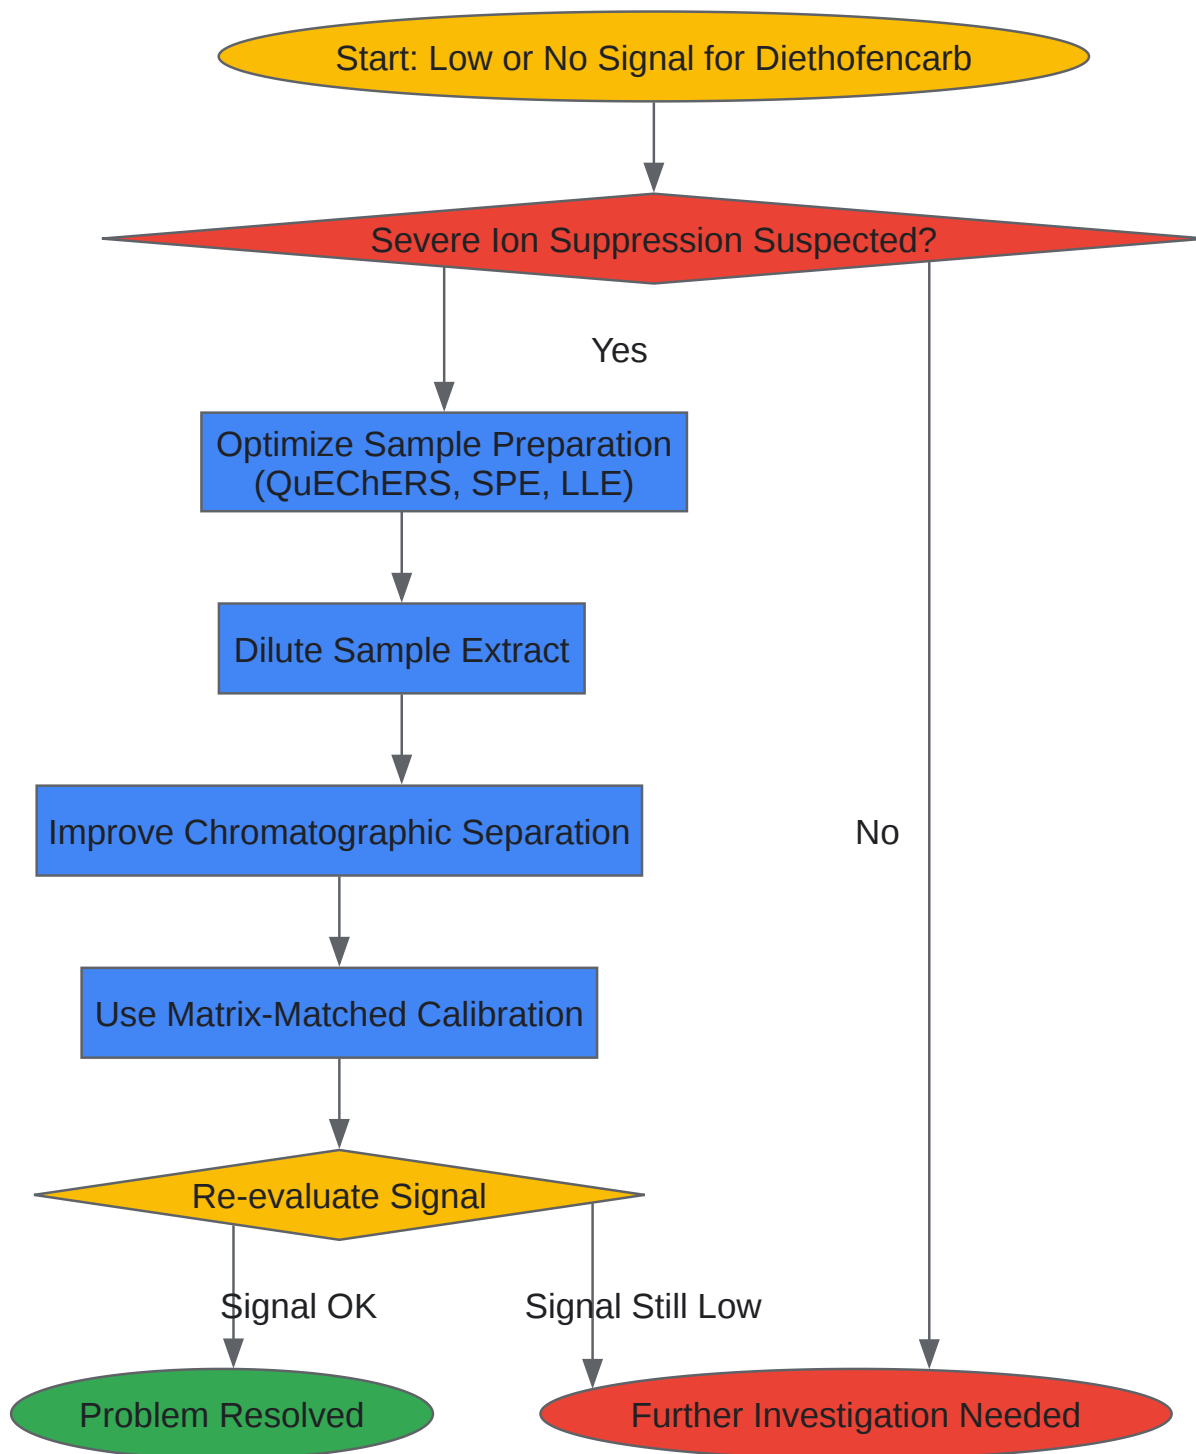 Start: Low or No Signal for Diethofencarb
Severe Ion Suppression Suspected?
Yes
Optimize Sample Preparation
(QuEChERS, SPE, LLE)
Dilute Sample Extract
Improve Chromatographic Separation
No
Use Matrix-Matched Calibration
Re-evaluate Signal
Signal OK
Signal Still Low
Problem Resolved
Further Investigation Needed